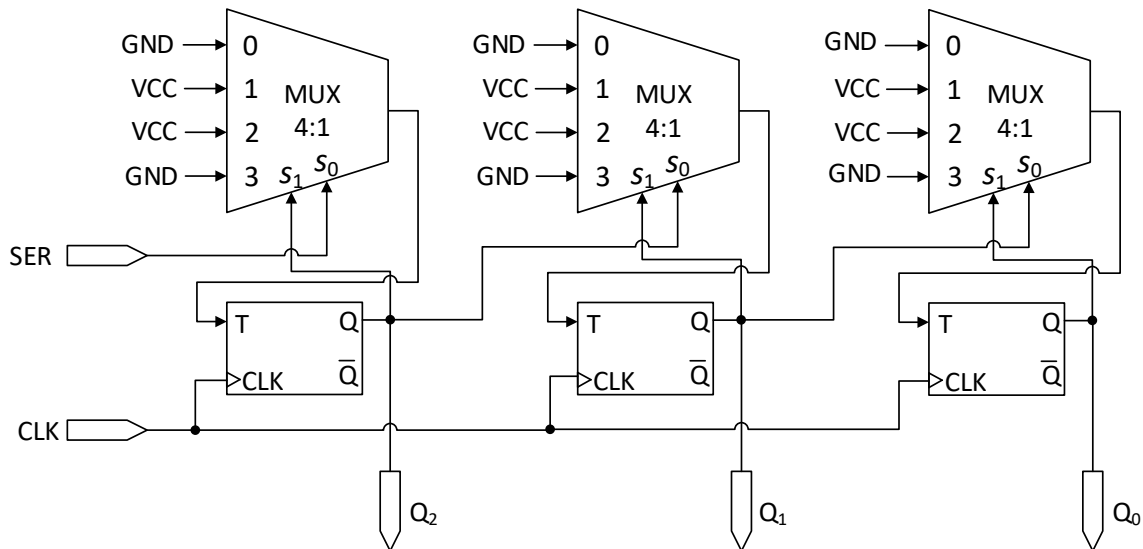 GND 0
VCC 1
VCC 2
GND 3
MUX
4:1
s1 s0
GND 0
VCC 1
VCC 2
GND 3
MUX
4:1
s1 s0
GND 0
VCC 1
VCC 2
GND 3
MUX
4:1
s1 s0
SER
T Q
Q̅
CLK
T Q
Q̅
CLK
T Q
Q̅
CLK
CLK
Q2
Q1
Q0